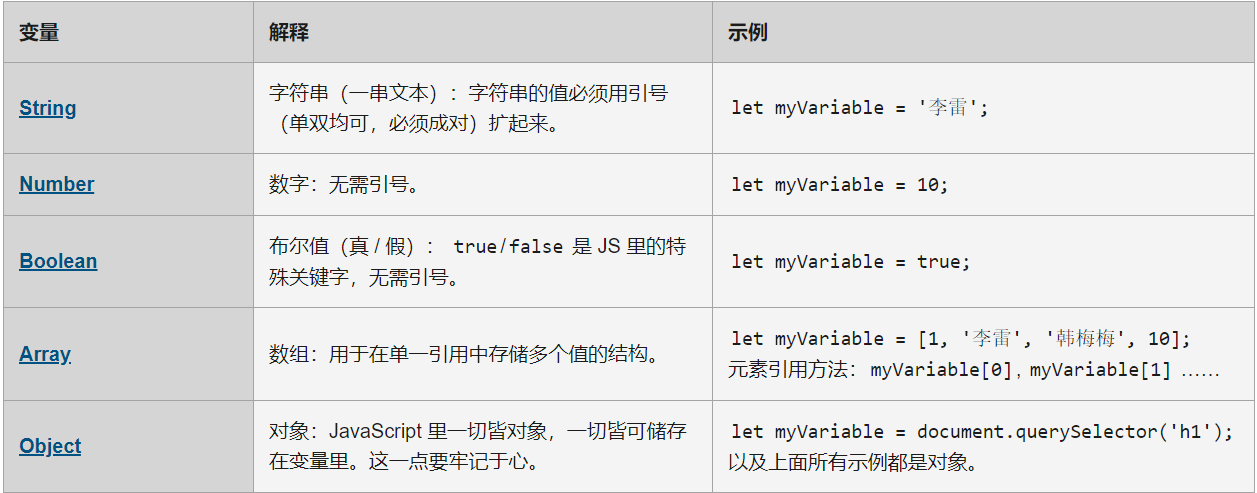 变量 解释 示例
String
字符串（一串文本）：字符串的值必须用引号
（单双均可，必须成对）扩起来。
let myVariable = '李雷';
Number
数字：无需引号。
let myVariable = 10;
Boolean
布尔值（真 / 假）： true/false 是 JS 里的特
殊关键字，无需引号。
let myVariable = true;
Array
数组：用于在单一引用中存储多个值的结构。
let myVariable = [1, '李雷', '韩梅梅', 10];
元素引用方法：myVariable[0], myVariable[1] ……
Object
对象：JavaScript 里一切皆对象，一切皆可储存
在变量里。这一点要牢记于心。
let myVariable = document.querySelector('h1');
以及上面所有示例都是对象。